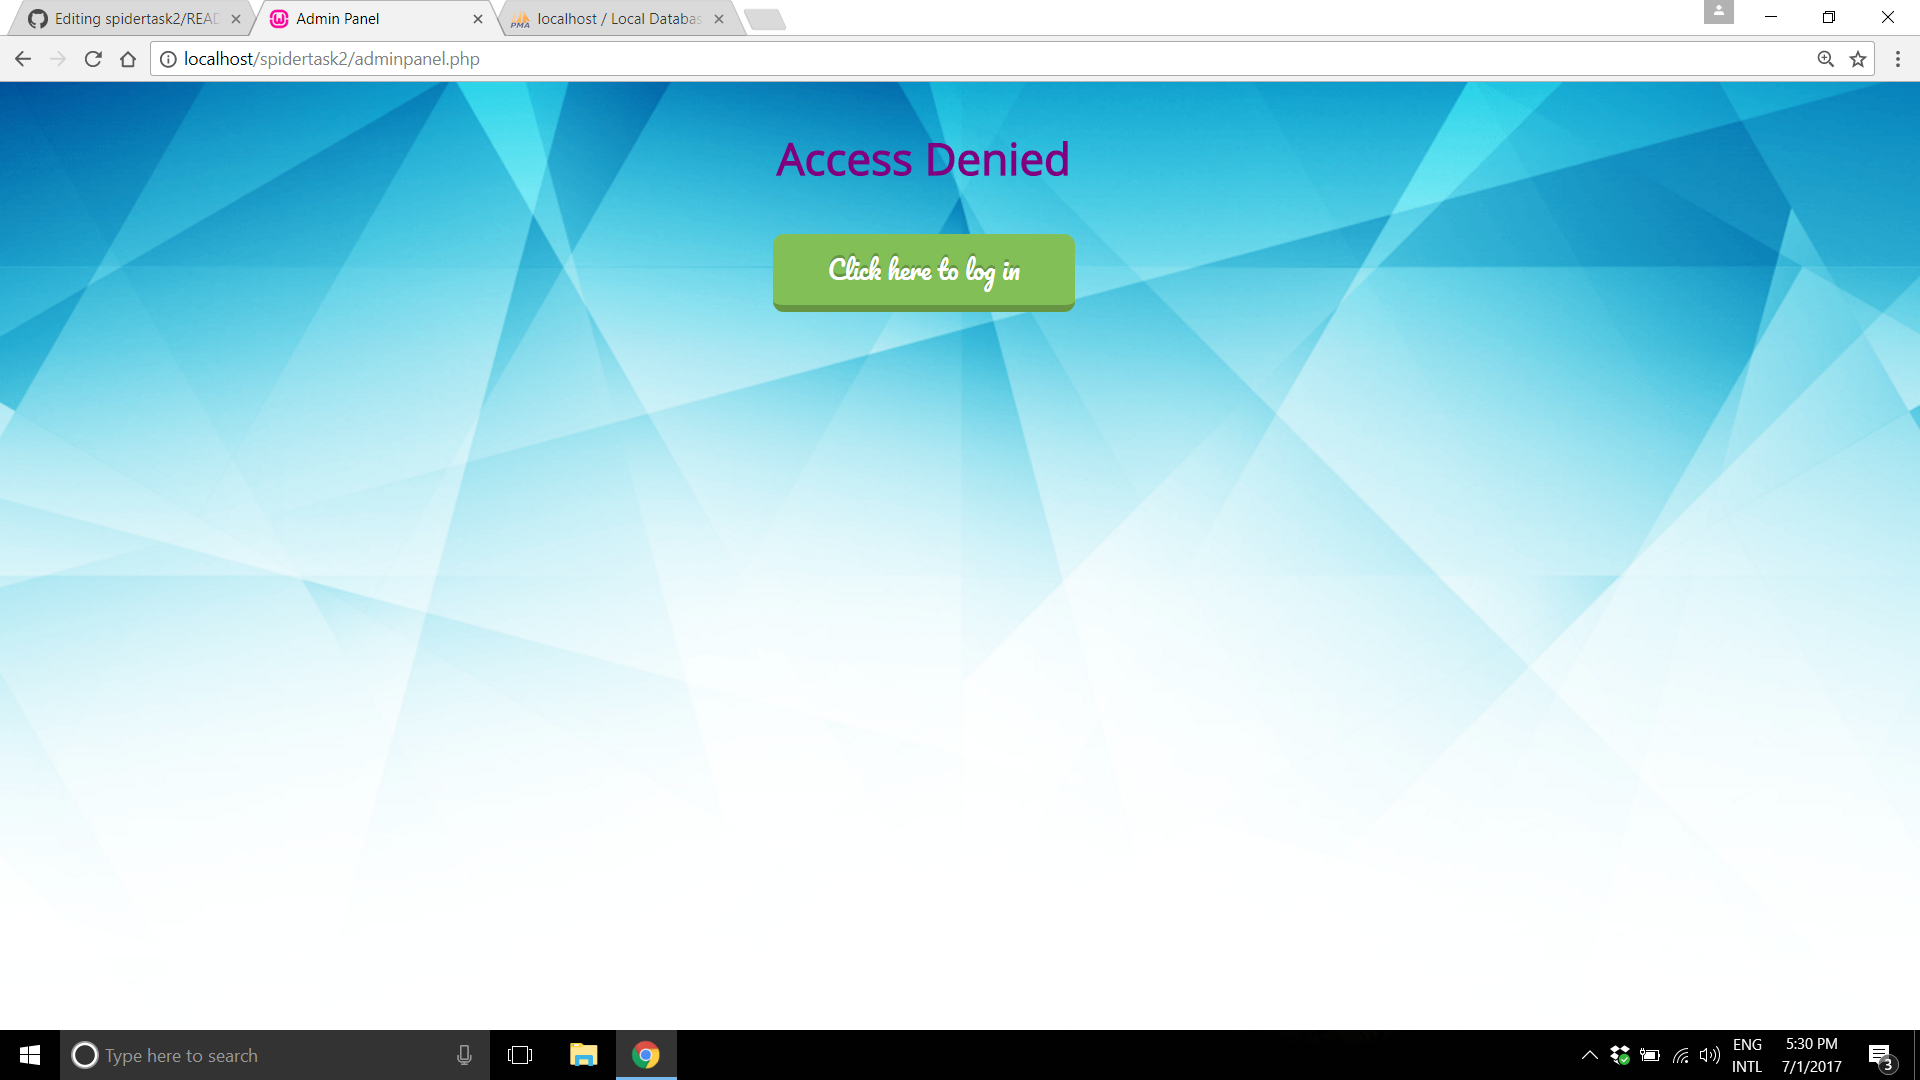 Editing spidertask2/READ
Admin Panel
localhost / Local Databas
localhost/spidertask2/adminpanel.php
Access Denied
Click here to log in
Type here to search
ENG
INTL
5:30 PM
7/1/2017
3
PMA